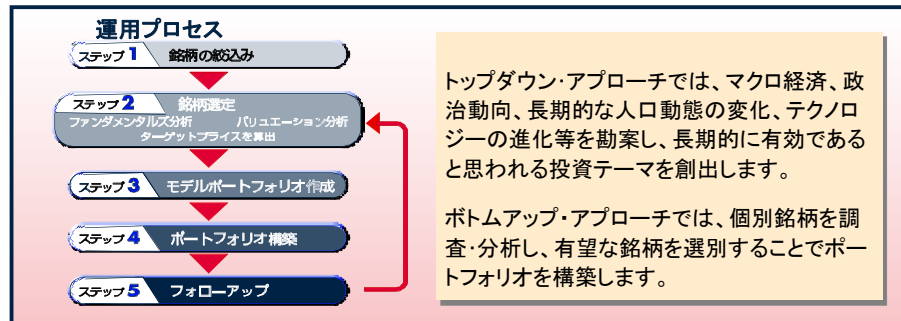 運用プロセス
ステップ1 銘柄の絞込み
ステップ2 銘柄選定
ファンダメンタルズ分析 バリュエーション分析
ターゲットプライスを算出
ステップ3 モデルポートフォリオ作成
ステップ4 ポートフォリオ構築
ステップ5 フォローアップ
トップダウン・アプローチでは、マクロ経済、政
治動向、長期的な人口動態の変化、テクノロ
ジーの進化等を勘案し、長期的に有効である
と思われる投資テーマを創出します。
ボトムアップ・アプローチでは、個別銘柄を調
査・分析し、有望な銘柄を選別することでポー
トフォリオを構築します。